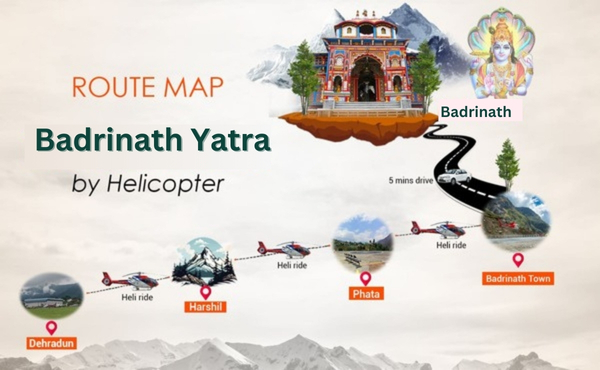 ROUTE MAP
Badrinath Yatra
by Helicopter
Badrinath
5 mins drive
Heli ride
Badrinath Town
Heli ride
Phata
Heli ride
Harshil
Dehradun